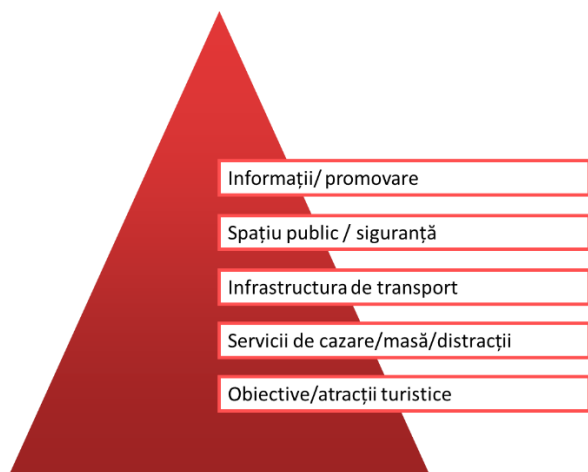 Informații/ promovare
Spațiu public / siguranță
Infrastructura de transport
Servicii de cazare/masă/distracții
Obiective/atracții turistice